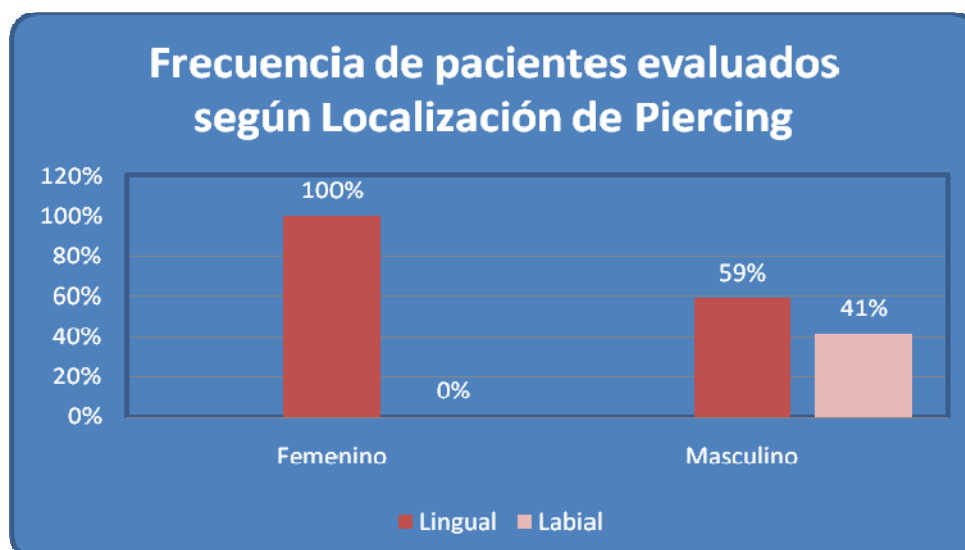 Frecuencia de pacientes evaluados
según Localización de Piercing
120%
100%
80%
60%
40%
20%
0%
100%
0%
59%
41%
Femenino
Masculino
Lingual
Labial